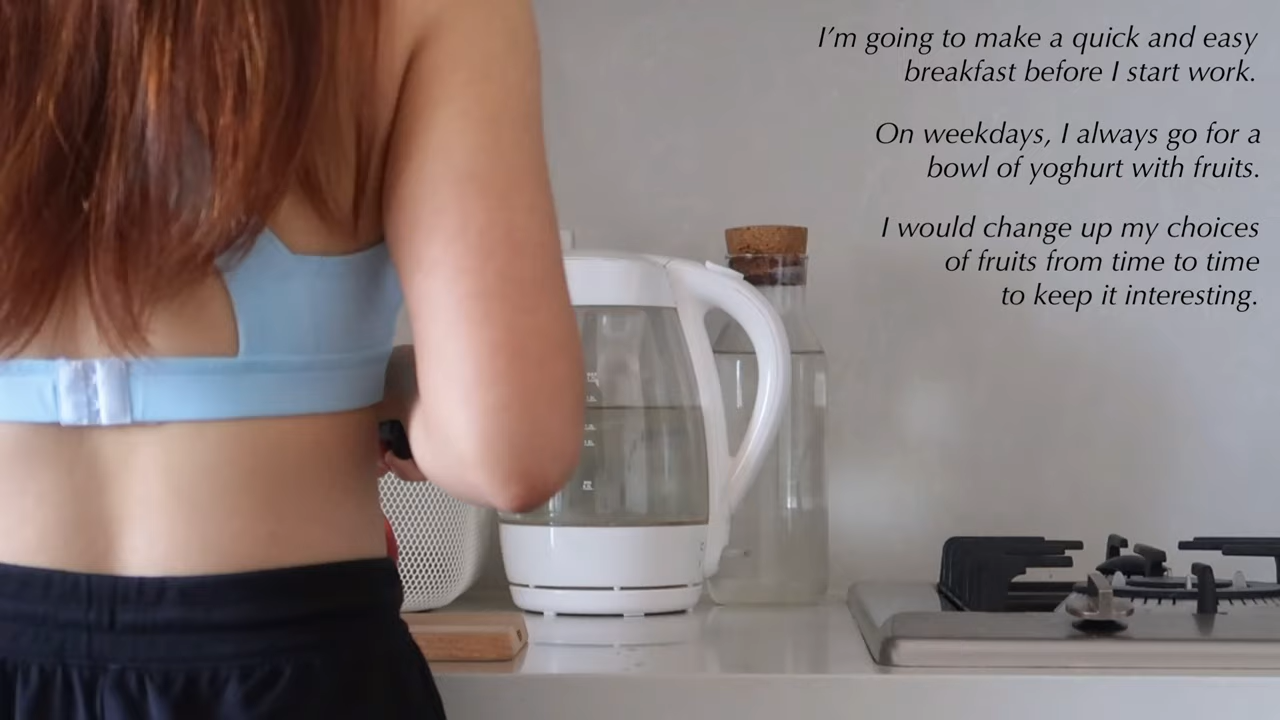 I'm going to make a quick and easy
breakfast before I start work.
On weekdays, I always go for a
bowl of yoghurt with fruits.
I would change up my choices
of fruits from time to time
to keep it interesting.